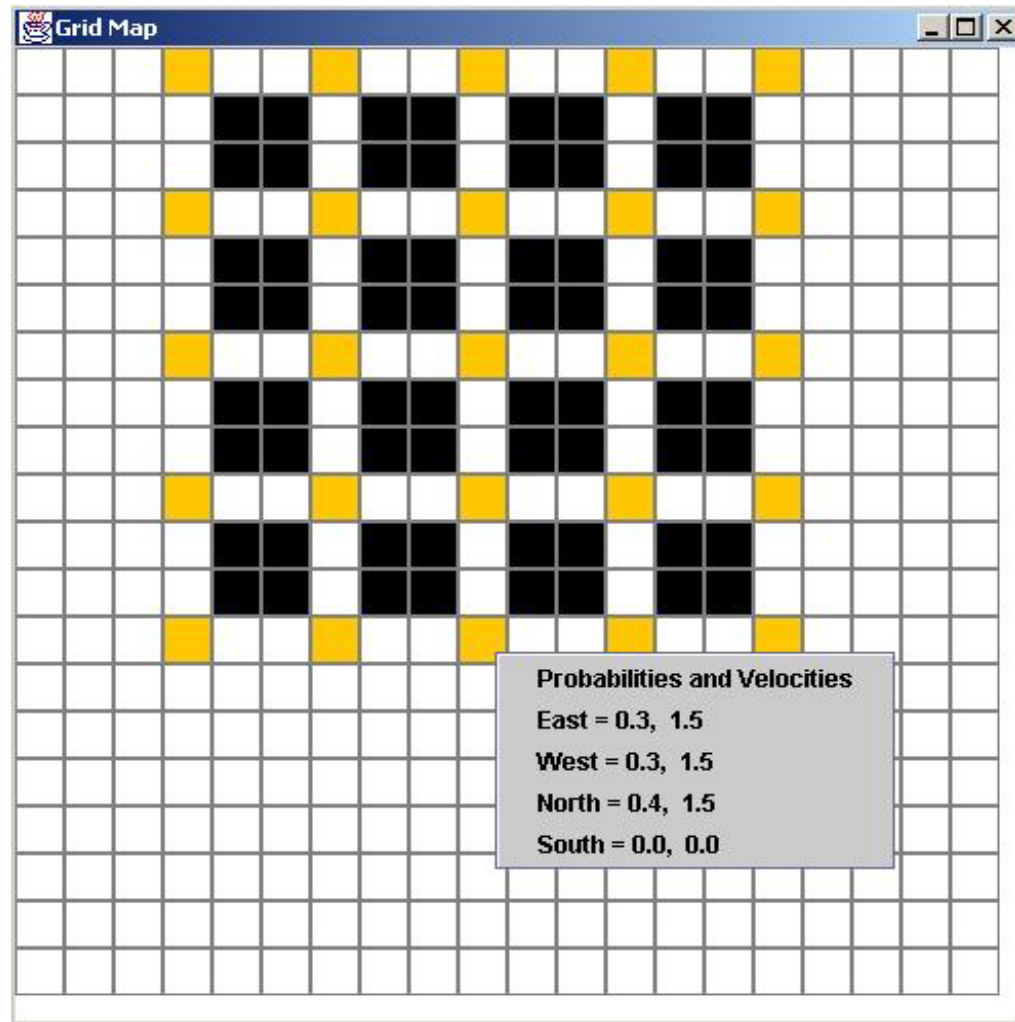 Grid Map
Probabilities and Velocities
East = 0.3, 1.5
West = 0.3, 1.5
North = 0.4, 1.5
South = 0.0, 0.0